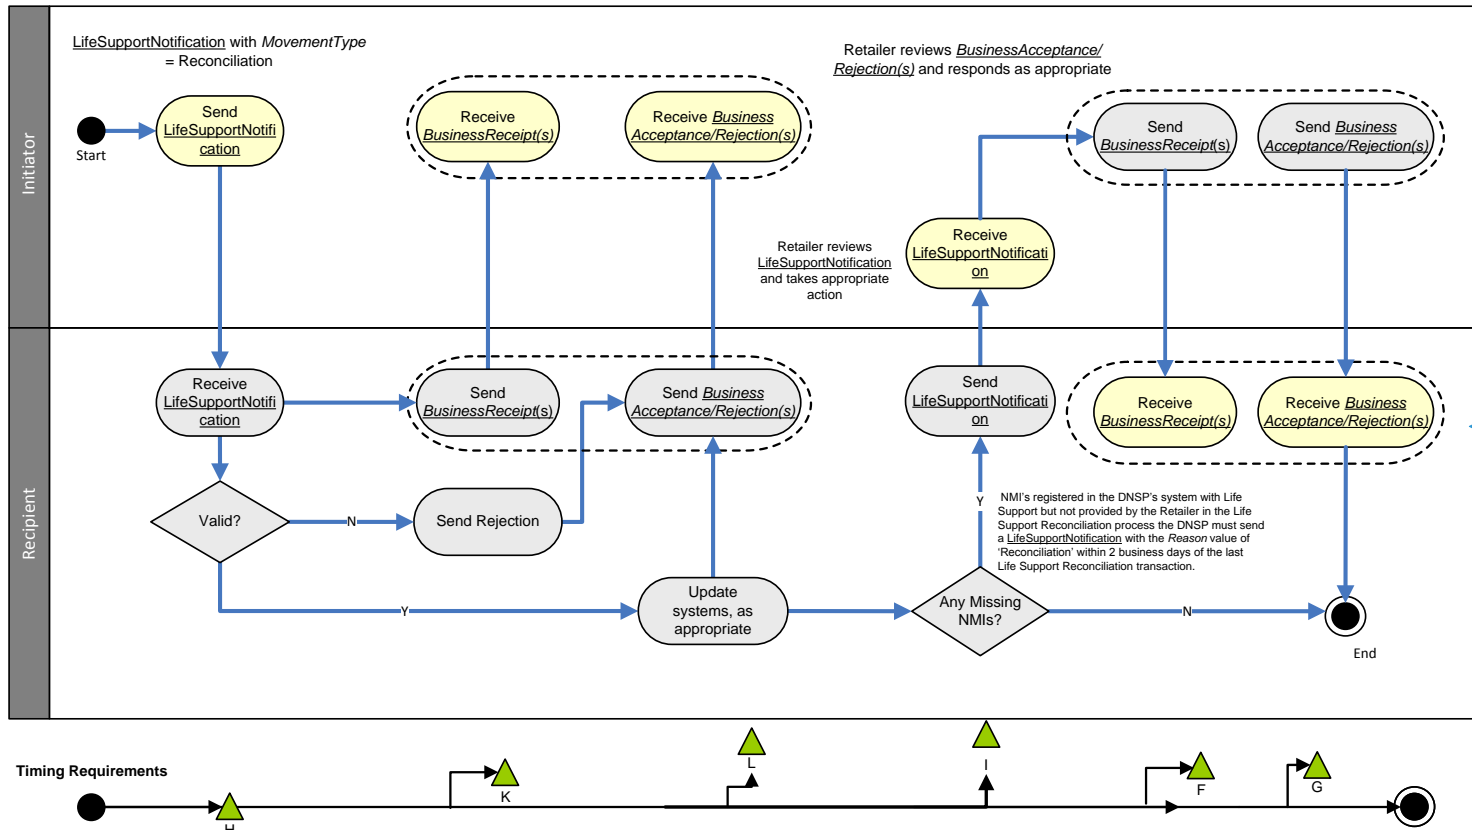 Initiator
LifeSupportNotification with MovementType
= Reconciliation
Start
Send
LifeSupportNotifi
cation
Receive
BusinessReceipt(s)
Receive Business
Acceptance/Rejection(s)
Retailer reviews BusinessAcceptance/
Rejection(s) and responds as appropriate
Send
BusinessReceipt(s)
Send Business
Acceptance/Rejection(s)
Retailer reviews
LifeSupportNotification
and takes appropriate
action
Receive
LifeSupportNotificati
on
Recipient
Receive
LifeSupportNotifi
cation
Send
BusinessReceipt(s)
Send Business
Acceptance/Rejection(s)
Send
LifeSupportNotificati
on
Receive
BusinessReceipt(s)
Receive Business
Acceptance/Rejection(s)
Valid?
N
Send Rejection
Y
NMI's registered in the DNSP's system with Life
Support but not provided by the Retailer in the Life
Support Reconciliation process the DNSP must send
a LifeSupportNotification with the Reason value of
‘Reconciliation’ within 2 business days of the last
Life Support Reconciliation transaction.
Y
Update
systems, as
appropriate
Any Missing
NMIs?
N
End
Timing Requirements
H
K
L
I
F
G